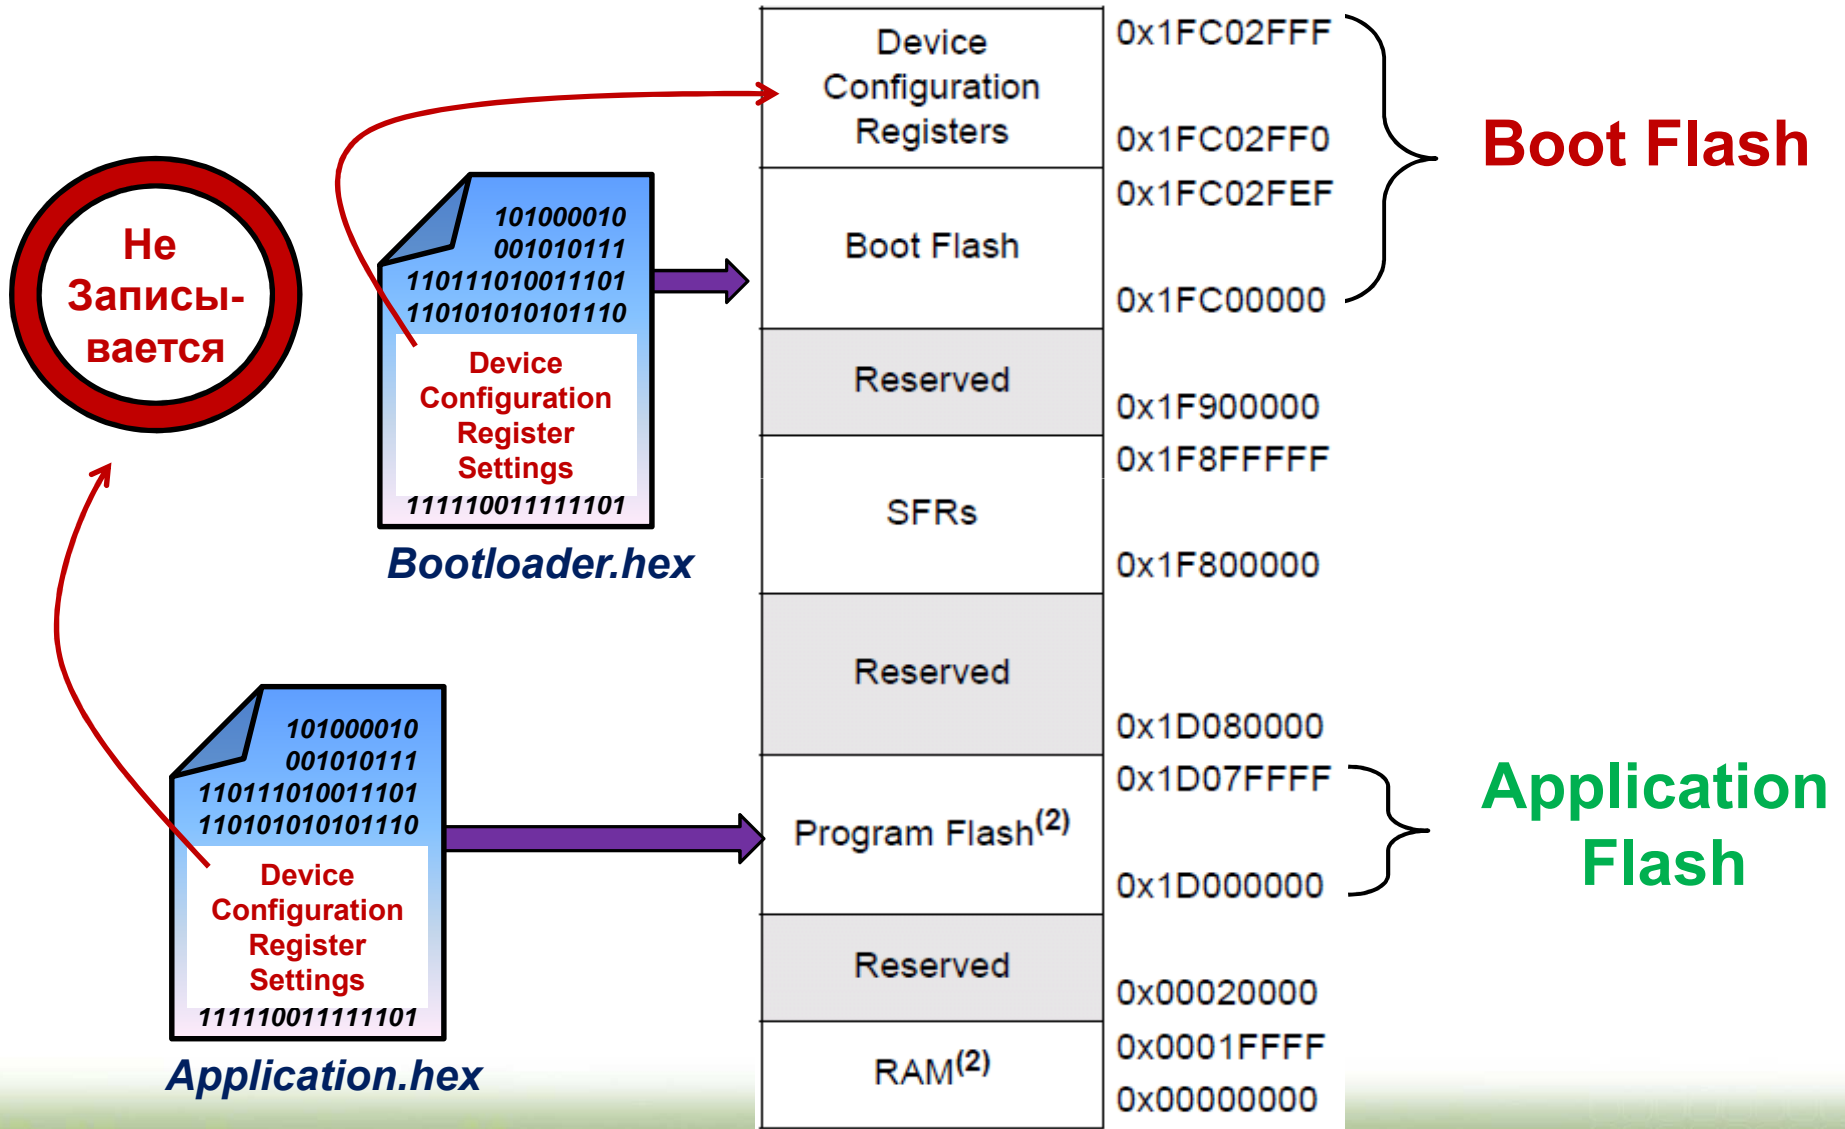 Не
Записы-
вается
101000010
001010111
110111010011101
110101010101110
Device
Configuration
Register
Settings
111110011111101
Bootloader.hex
101000010
001010111
110111010011101
110101010101110
Device
Configuration
Register
Settings
111110011111101
Application.hex
Device
Configuration
Registers
Boot Flash
Reserved
SFRs
Reserved
Program Flash(2)
Reserved
RAM(2)
0x1FC02FFF
0x1FC02FF0
0x1FC02FEF
0x1FC00000
0x1F900000
0x1F8FFFFF
0x1F800000
0x1D080000
0x1D07FFFF
0x1D000000
0x00020000
0x0001FFFF
0x00000000
Boot Flash
Application
Flash